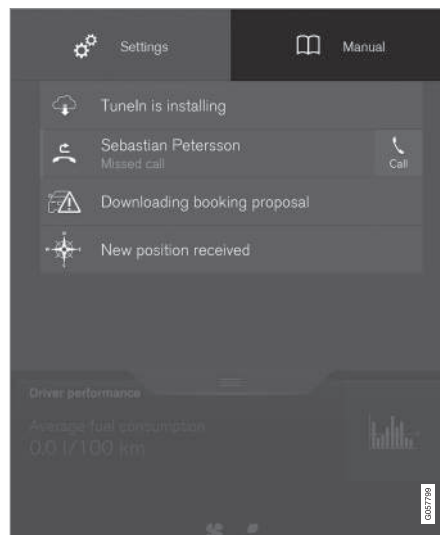 Settings
Manual
TuneIn is installing
Sebastian Petersson
Missed call
Call
Downloading booking proposal
New position received
Driver performance
Average fuel consumption
0.0 l/100 km
G057799